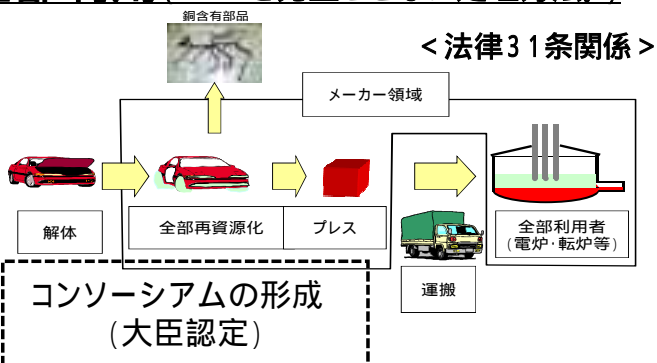 銅含有部品
<法律31条関係>
メーカー領域
解体
全部再資源化
プレス
運搬
全部利用者
(電炉・転炉等)
コンソーシアムの形成
(大臣認定)